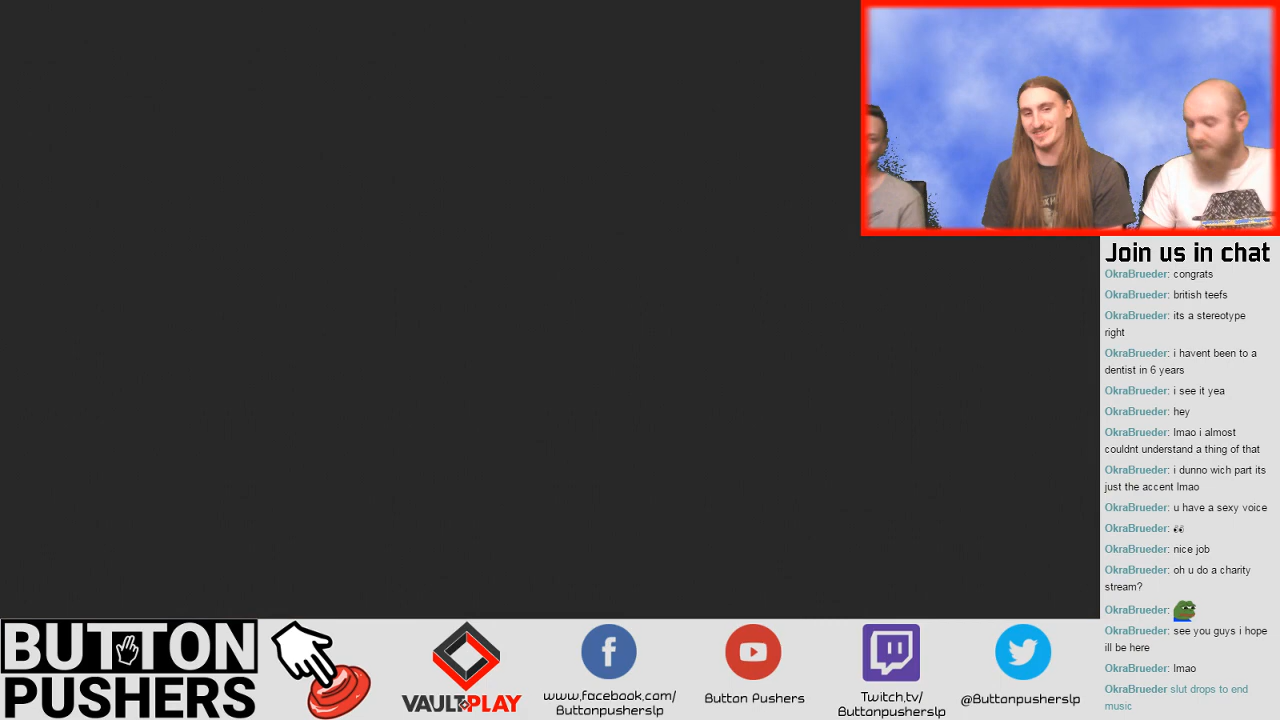 Join us in chat
OkraBrueder: congrats
OkraBrueder: british teefs
OkraBrueder: its a stereotype
right
OkraBrueder: i havent been to a
dentist in 6 years
OkraBrueder: i see it yea
OkraBrueder: hey
OkraBrueder: lmao i almost
couldnt understand a thing of that
OkraBrueder: i dunno wich part its
just the accent lmao
OkraBrueder: u have a sexy voice
OkraBrueder: 👀
OkraBrueder: nice job
OkraBrueder: oh u do a charity
stream?
OkraBrueder:
OkraBrueder: see you guys i hope
ill be here
OkraBrueder: lmao
OkraBrueder slut drops to end
music
BUTTON
PUSHERS
VAULTPLAY
www.facebook.com/
Buttonpusherslp
Button Pushers
Twitch.tv/
Buttonpusherslp
@Buttonpusherslp